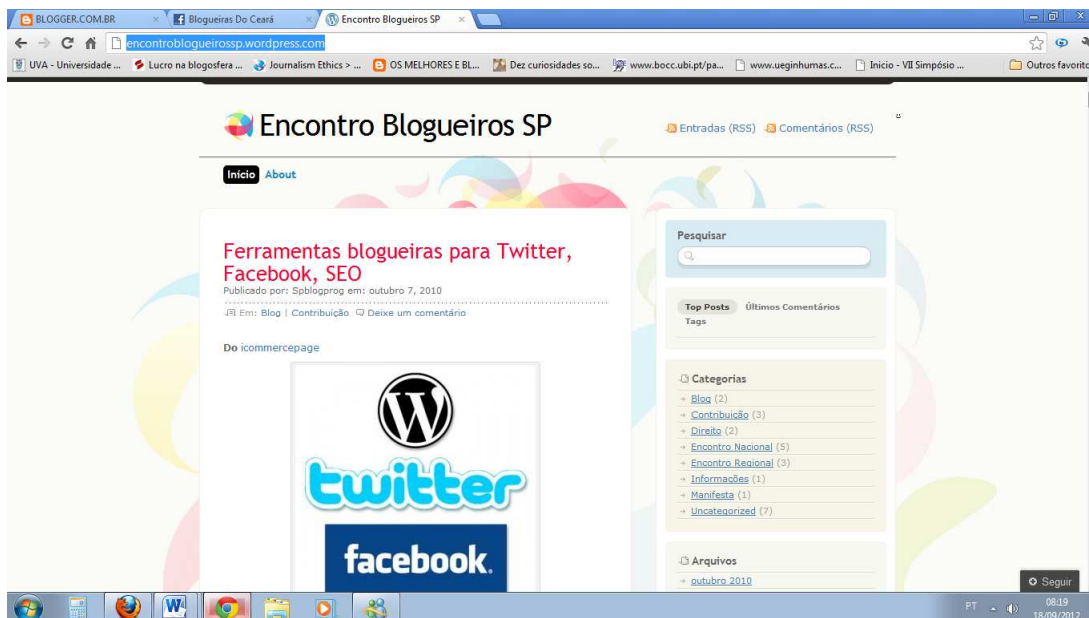 BLOGGER.COM.BR
Blogueiras Do Ceará
Encontro Blogueiros SP
encontroblogueirossp.wordpress.com
UVA - Universidade ...
Lucro na blogosfera ...
Journalism Ethics > ...
OS MELHORES E BL...
Dez curiosidades so...
www.bocc.ubi.pt/pa...
www.ueginhumas.c...
Inicio - VII Simpósio ...
Outros favorito
Encontro Blogueiros SP
Entradas (RSS) Comentários (RSS)
Início About
Ferramentas blogueiras para Twitter,
Facebook, SEO
Publicado por: Spblogprog em: outubro 7, 2010
Em: Blog | Contribuição Deixe um comentário
Do icommercepage
twitter
facebook.
Pesquisar
Top Posts Últimos Comentários
Tags
Categorias
Blog (2)
Contribuição (3)
Direito (2)
Encontro Nacional (5)
Encontro Regional (3)
Informações (1)
Manifesta (1)
Uncategorized (7)
Arquivos
outubro 2010
Seguir
PT
08:19
18/09/2012